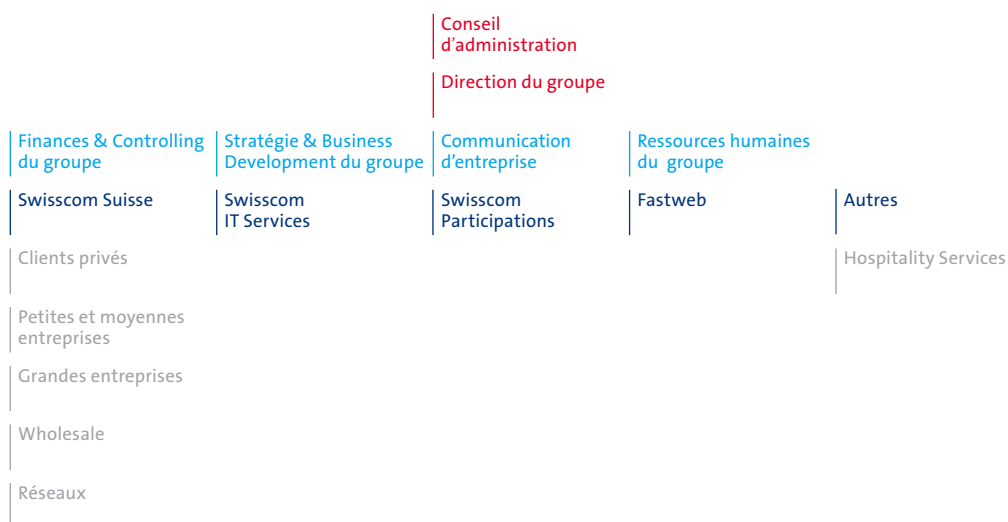 Conseil
d'administration
Direction du groupe
Finances & Controlling
du groupe
Stratégie & Business
Development du groupe
Communication
d'entreprise
Ressources humaines
du groupe
Swisscom Suisse
Swisscom
IT Services
Swisscom
Participations
Fastweb
Autres
Clients privés
Hospitality Services
Petites et moyennes
entreprises
Grandes entreprises
Wholesale
Réseaux